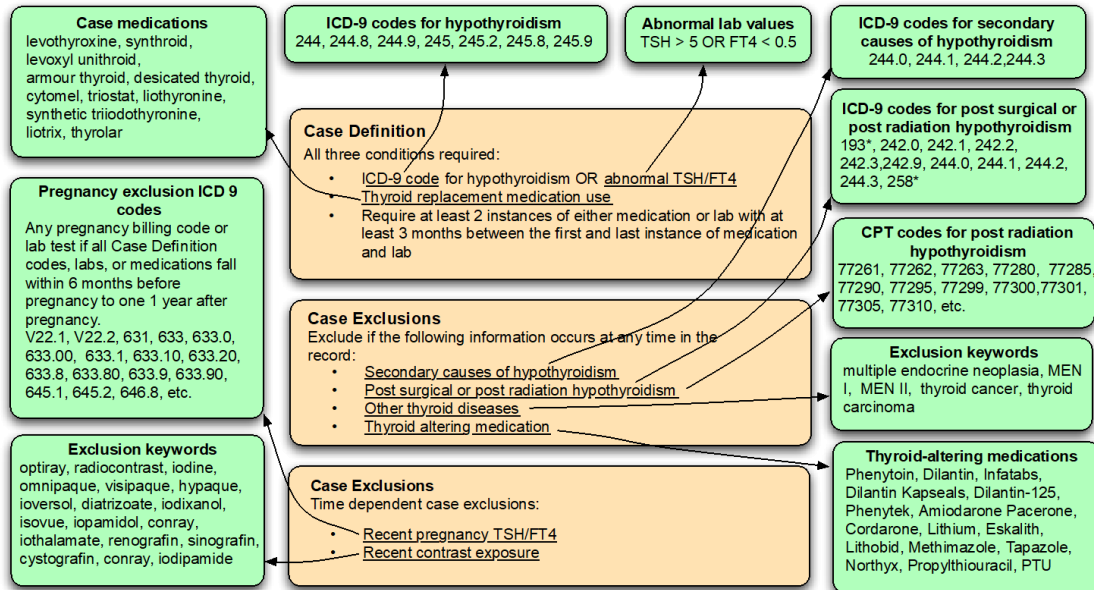 Case medications
levothyroxine, synthroid,
levoxyl unithroid,
armour thyroid, desicated thyroid,
cytomel, triostat, liothyronine,
synthetic triiodothyronine,
liotrix, thyrolar
ICD-9 codes for hypothyroidism
244, 244.8, 244.9, 245, 245.2, 245.8, 245.9
Abnormal lab values
TSH > 5 OR FT4 < 0.5
ICD-9 codes for secondary
causes of hypothyroidism
244.0, 244.1, 244.2,244.3
ICD-9 codes for post surgical or
post radiation hypothyroidism
193*, 242.0, 242.1, 242.2,
242.3,242.9, 244.0, 244.1, 244.2,
244.3, 258*
Case Definition
All three conditions required:
• ICD-9 code for hypothyroidism OR abnormal TSH/FT4
• Thyroid replacement medication use
• Require at least 2 instances of either medication or lab with at
least 3 months between the first and last instance of medication
and lab
Pregnancy exclusion ICD 9
codes
Any pregnancy billing code or
lab test if all Case Definition
codes, labs, or medications fall
within 6 months before
pregnancy to one 1 year after
pregnancy.
V22.1, V22.2, 631, 633, 633.0,
633.00, 633.1, 633.10, 633.20,
633.8, 633.80, 633.9, 633.90,
645.1, 645.2, 646.8, etc.
CPT codes for post radiation
hypothyroidism
77261, 77262, 77263, 77280, 77285,
77290, 77295, 77299, 77300,77301,
77305, 77310, etc.
Case Exclusions
Exclude if the following information occurs at any time in the
record:
• Secondary causes of hypothyroidism
• Post surgical or post radiation hypothyroidism
• Other thyroid diseases
• Thyroid altering medication
Exclusion keywords
multiple endocrine neoplasia, MEN
I, MEN II, thyroid cancer, thyroid
carcinoma
Exclusion keywords
optiray, radiocontrast, iodine,
omnipaque, visipaque, hypaque,
ioversol, diatrizoate, iodixanol,
isovue, iopamidol, conray,
iothalamate, renografin, sinografin,
cystografin, conray, iodipamide
Case Exclusions
Time dependent case exclusions:
• Recent pregnancy TSH/FT4
• Recent contrast exposure
Thyroid-altering medications
Phenytoin, Dilantin, Infatabs,
Dilantin Kapseals, Dilantin-125,
Phenytek, Amiodarone Pacerone,
Cordarone, Lithium, Eskalith,
Lithobid, Methimazole, Tapazole,
Northyx, Propylthiouracil, PTU